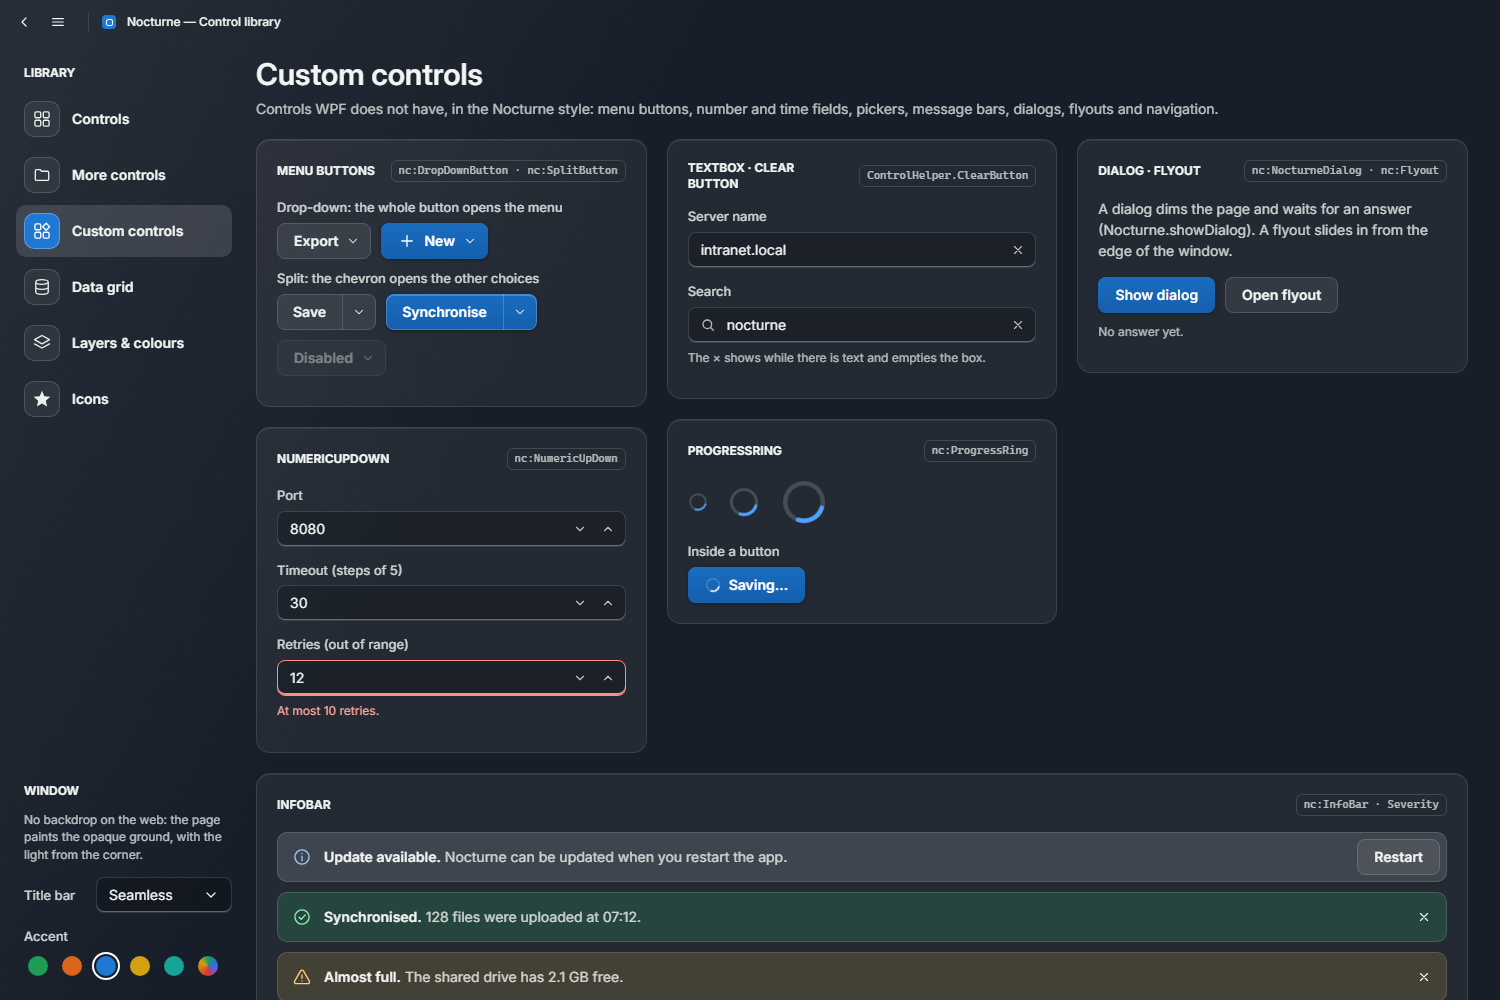 Nocturne — Control library
LIBRARY
Controls
More controls
Custom controls
Data grid
Layers & colours
Icons
WINDOW
No backdrop on the web: the page
paints the opaque ground, with the
light from the corner.
Title bar
Seamless
Accent
Custom controls
Controls WPF does not have, in the Nocturne style: menu buttons, number and time fields, pickers, message bars, dialogs, flyouts and navigation.
MENU BUTTONS
nc:DropDownButton · nc:SplitButton
Drop-down: the whole button opens the menu
Export
New
Split: the chevron opens the other choices
Save
Synchronise
Disabled
TEXTBOX · CLEAR
BUTTON
ControlHelper.ClearButton
Server name
intranet.local
Search
nocturne
The × shows while there is text and empties the box.
DIALOG · FLYOUT
nc:NocturneDialog · nc:Flyout
A dialog dims the page and waits for an answer
(Nocturne.showDialog). A flyout slides in from the
edge of the window.
Show dialog
Open flyout
No answer yet.
NUMERICUPDOWN
nc:NumericUpDown
Port
8080
Timeout (steps of 5)
30
Retries (out of range)
12
At most 10 retries.
PROGRESSRING
nc:ProgressRing
Inside a button
Saving...
INFOBAR
nc:InfoBar · Severity
Update available. Nocturne can be updated when you restart the app.
Restart
Synchronised. 128 files were uploaded at 07:12.
Almost full. The shared drive has 2.1 GB free.